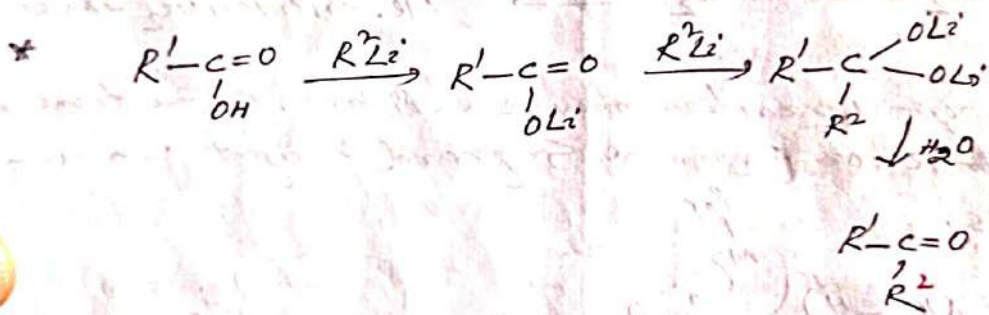 * R¹–C=O R²Li → R¹–C=O R²Li → R¹–C OLi
OH OLi OLi
R²
↓ H2O
R¹–C=O
R²